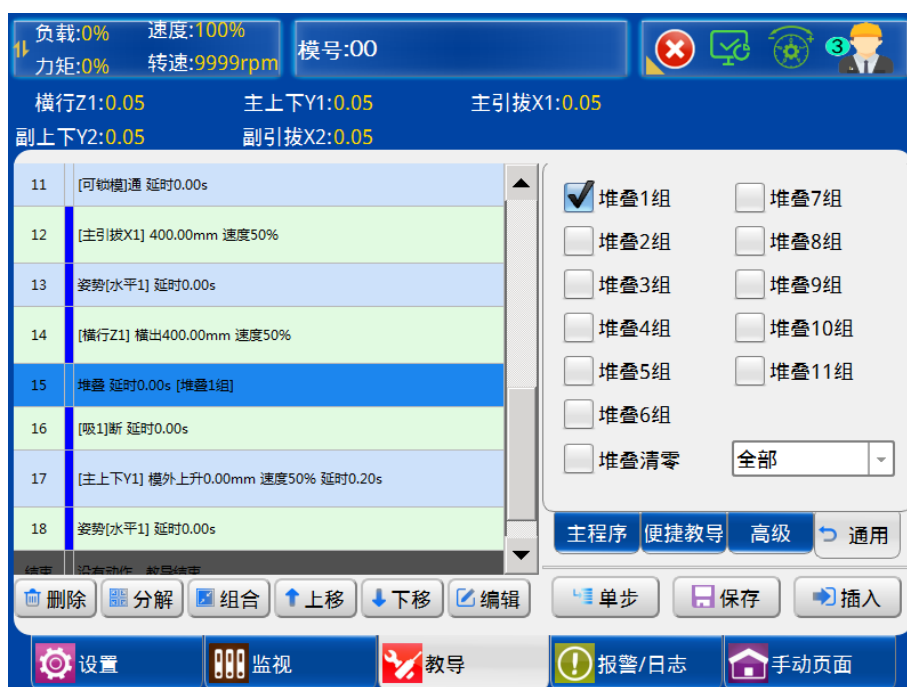 负载:0% 速度:100%
力矩:0% 转速:9999rpm
模号:00
3
横行Z1:0.05 主上下Y1:0.05 主引拔X1:0.05
副上下Y2:0.05 副引拔X2:0.05
11 [可锁模]通 延时0.00s
12 [主引拔X1] 400.00mm 速度50%
13 姿势[水平1] 延时0.00s
14 [横行Z1] 横出400.00mm 速度50%
15 堆叠 延时0.00s [堆叠1组]
16 [吸1]断 延时0.00s
17 [主上下Y1] 模外上升0.00mm 速度50% 延时0.20s
18 姿势[水平1] 延时0.00s
结束 没有动作，教导结束
堆叠1组 堆叠7组
堆叠2组 堆叠8组
堆叠3组 堆叠9组
堆叠4组 堆叠10组
堆叠5组 堆叠11组
堆叠6组
堆叠清零 全部
主程序 便捷教导 高级 通用
删除 分解 组合 上移 下移 编辑 单步 保存 插入
设置 监视 教导 报警/日志 手动页面